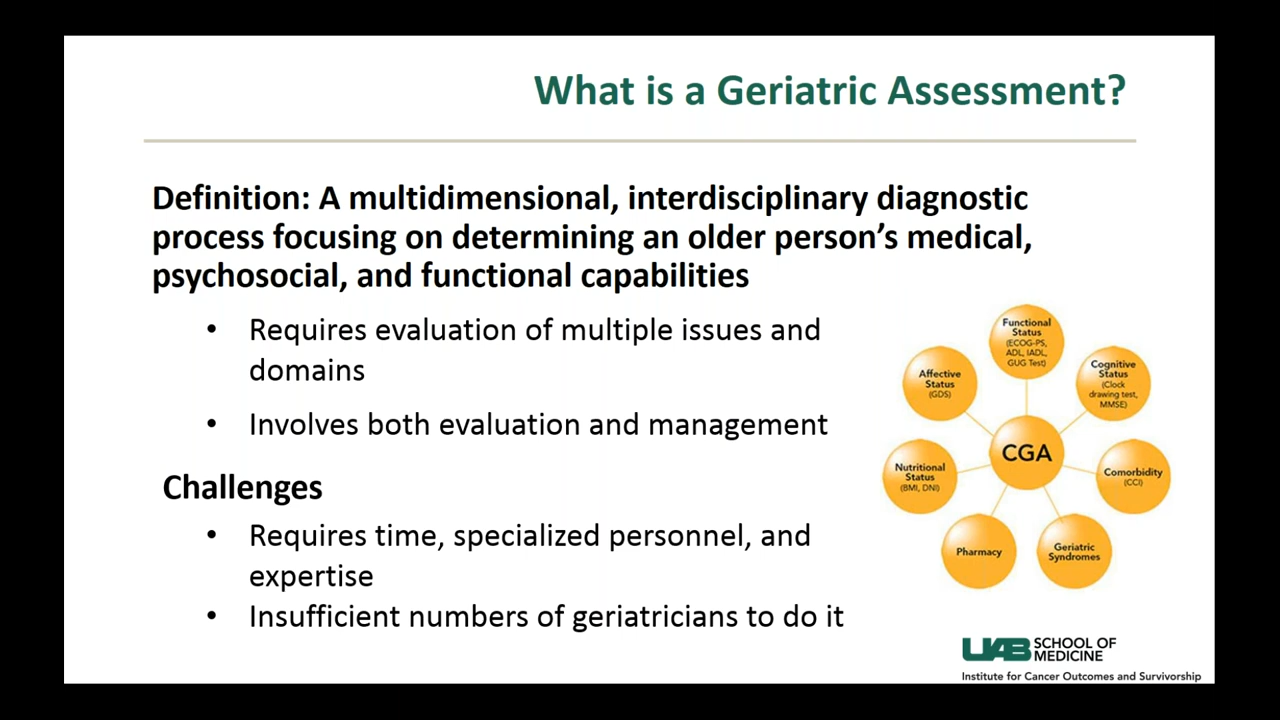 What is a Geriatric Assessment?
Definition: A multidimensional, interdisciplinary diagnostic
process focusing on determining an older person’s medical,
psychosocial, and functional capabilities
• Requires evaluation of multiple issues and
domains
• Involves both evaluation and management
Challenges
• Requires time, specialized personnel, and
expertise
• Insufficient numbers of geriatricians to do it
Functional
Status
(ECOG-PS,
ADL, IADL,
GUG Test)
Affective
Status
(GDS)
Cognitive
Status
(Clock
drawing test,
MMSE)
CGA
Nutritional
Status
(BMI, DNI)
Comorbidity
(CCI)
Pharmacy
Geriatric
Syndromes
UAB SCHOOL OF
MEDICINE
Institute for Cancer Outcomes and Survivorship